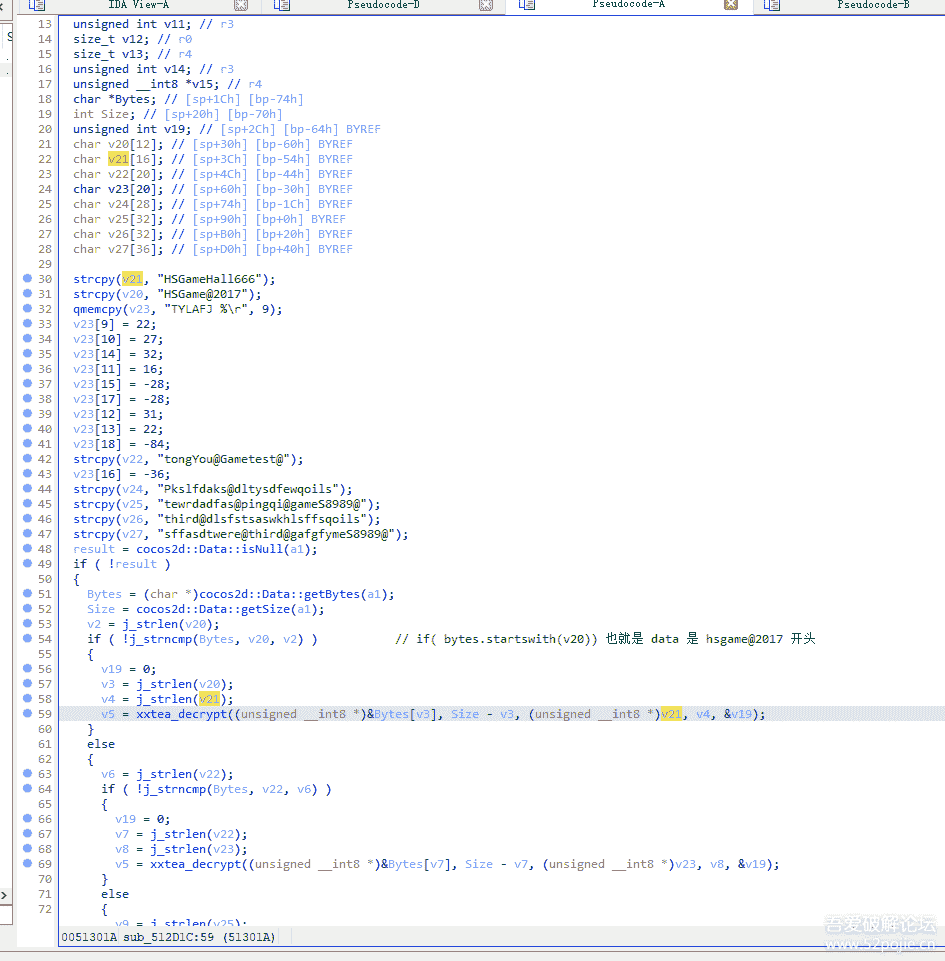 IDA View-A Pseudocode-D Pseudocode-A Pseudocode-B
13 unsigned int v11; // r3
14 size_t v12; // r0
15 size_t v13; // r4
16 unsigned int v14; // r3
17 unsigned __int8 *v15; // r4
18 char *Bytes; // [sp+1Ch] [bp-74h]
19 int Size; // [sp+20h] [bp-70h]
20 unsigned int v19; // [sp+2Ch] [bp-64h] BYREF
21 char v20[12]; // [sp+30h] [bp-60h] BYREF
22 char v21[16]; // [sp+3Ch] [bp-54h] BYREF
23 char v22[20]; // [sp+4Ch] [bp-44h] BYREF
24 char v23[20]; // [sp+60h] [bp-30h] BYREF
25 char v24[28]; // [sp+74h] [bp-1Ch] BYREF
26 char v25[32]; // [sp+90h] [bp+0h] BYREF
27 char v26[32]; // [sp+B0h] [bp+20h] BYREF
28 char v27[36]; // [sp+D0h] [bp+40h] BYREF
29
30 strcpy(v21, "HSGameHall666");
31 strcpy(v20, "HSGame@2017");
32 qmemcpy(v23, "TYLAFJ %\r", 9);
33 v23[9] = 22;
34 v23[10] = 27;
35 v23[14] = 32;
36 v23[11] = 16;
37 v23[15] = -28;
38 v23[17] = -28;
39 v23[12] = 31;
40 v23[13] = 22;
41 v23[18] = -84;
42 strcpy(v22, "tongYou@Gametest@");
43 v23[16] = -36;
44 strcpy(v24, "Pkslfdaks@dltysdfewqoils");
45 strcpy(v25, "tewrdadfas@pingqi@gameS8989@");
46 strcpy(v26, "third@dlsfstsaswkhlsffsqoils");
47 strcpy(v27, "sffasdtwere@third@gafgfymeS8989@");
48 result = cocos2d::Data::isNull(a1);
49 if ( !result )
50 {
51 Bytes = (char *)cocos2d::Data::getBytes(a1);
52 Size = cocos2d::Data::getSize(a1);
53 v2 = j_strlen(v20);
54 if ( !j_strncmp(Bytes, v20, v2) ) // if( bytes.startswith(v20)) 也就是 data 是 hsgame@2017 开头
55 {
56 v19 = 0;
57 v3 = j_strlen(v20);
58 v4 = j_strlen(v21);
59 v5 = xxtea_decrypt((unsigned __int8 *)&Bytes[v3], Size - v3, (unsigned __int8 *)v21, v4, &v19);
60 }
61 else
62 {
63 v6 = j_strlen(v22);
64 if ( !j_strncmp(Bytes, v22, v6) )
65 {
66 v19 = 0;
67 v7 = j_strlen(v22);
68 v8 = j_strlen(v23);
69 v5 = xxtea_decrypt((unsigned __int8 *)&Bytes[v7], Size - v7, (unsigned __int8 *)v23, v8, &v19);
70 }
71 else
72 {
v9 = j_strlen(v25);
0051301A sub_512D1C:59 (51301A)
吾爱破解论坛
www.52pojie.cn